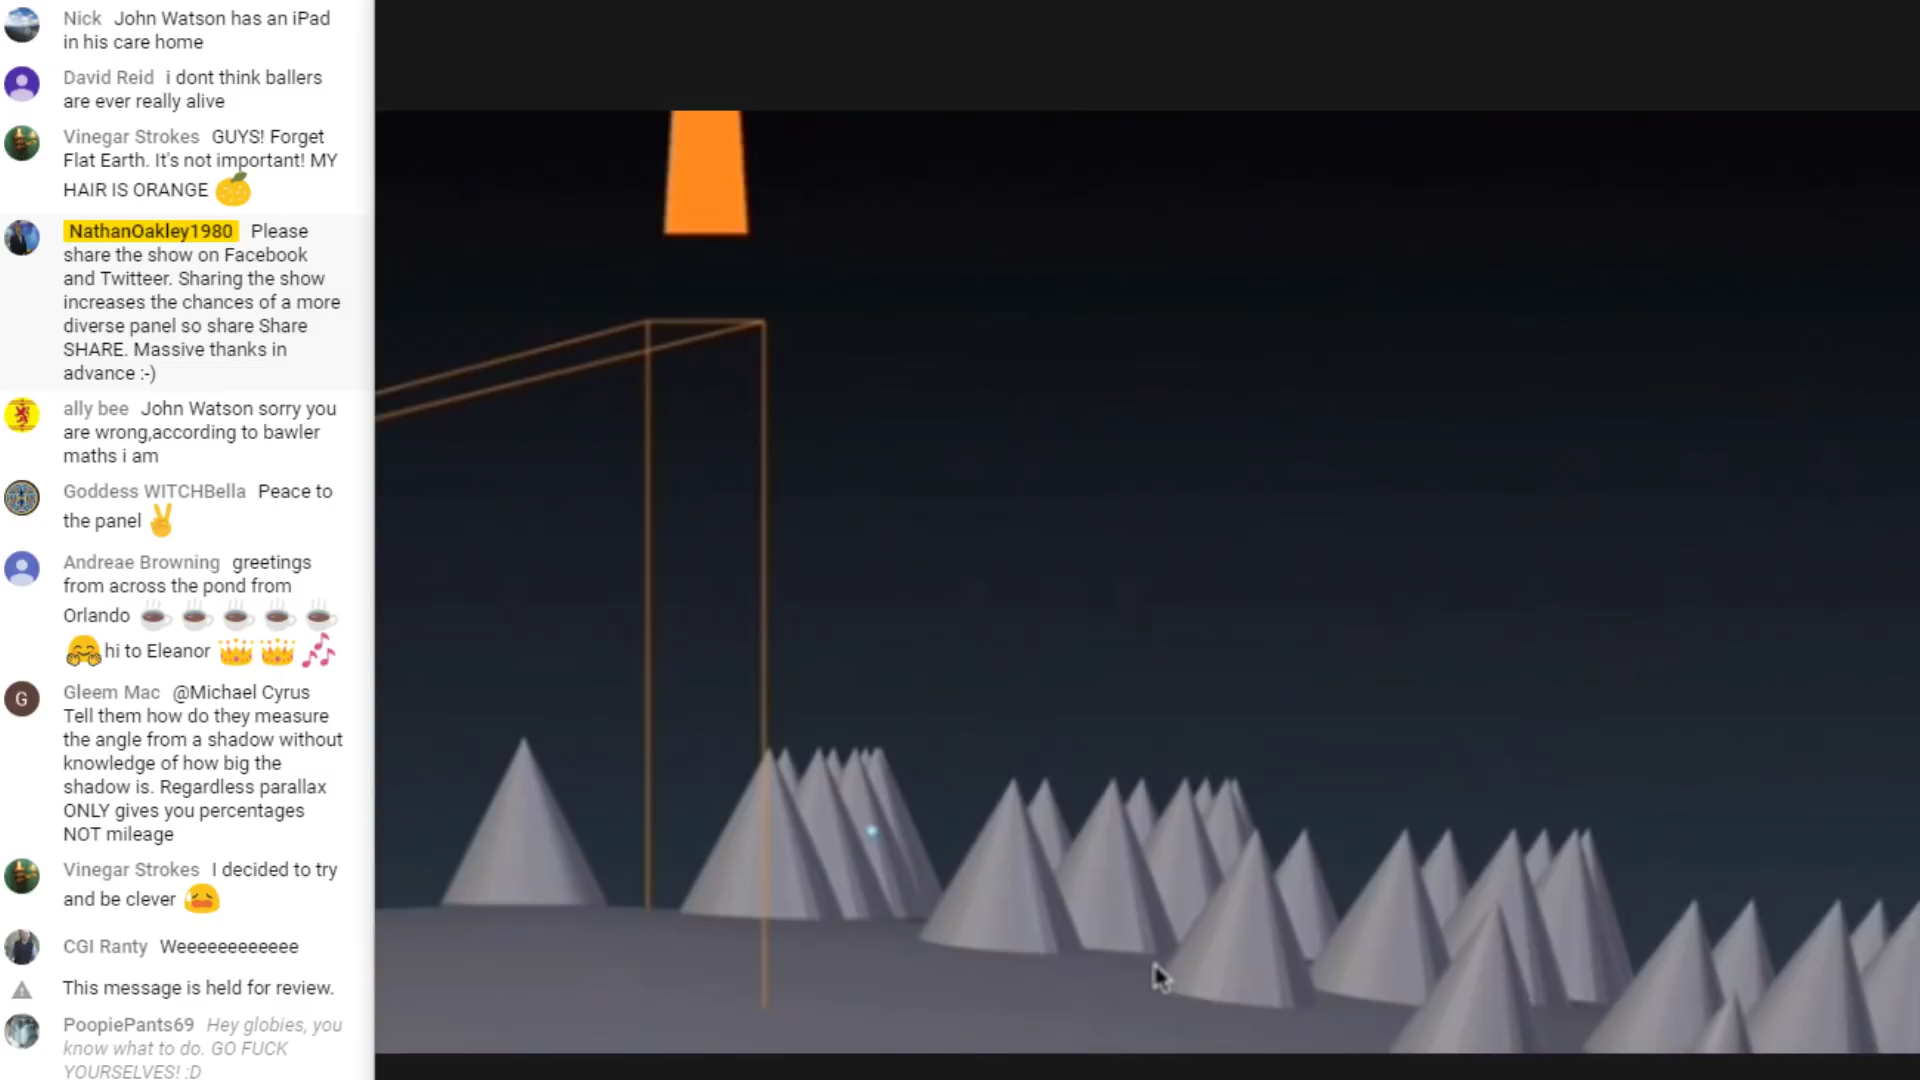 Nick John Watson has an iPad
in his care home
David Reid i dont think ballers
are ever really alive
Vinegar Strokes GUYS! Forget
Flat Earth. It's not important! MY
HAIR IS ORANGE
NathanOakley1980 Please
share the show on Facebook
and Twitteer. Sharing the show
increases the chances of a more
diverse panel so share Share
SHARE. Massive thanks in
advance :-)
ally bee John Watson sorry you
are wrong,according to bawler
maths i am
Goddess WITCHBella Peace to
the panel
Andreae Browning greetings
from across the pond from
Orlando
hi to Eleanor
G
Gleem Mac @Michael Cyrus
Tell them how do they measure
the angle from a shadow without
knowledge of how big the
shadow is. Regardless parallax
ONLY gives you percentages
NOT mileage
Vinegar Strokes I decided to try
and be clever
CGI Ranty Weeeeeeeeeeee
This message is held for review.
PoopiePants69 Hey globies, you
know what to do. GO FUCK
YOURSELVES! :D